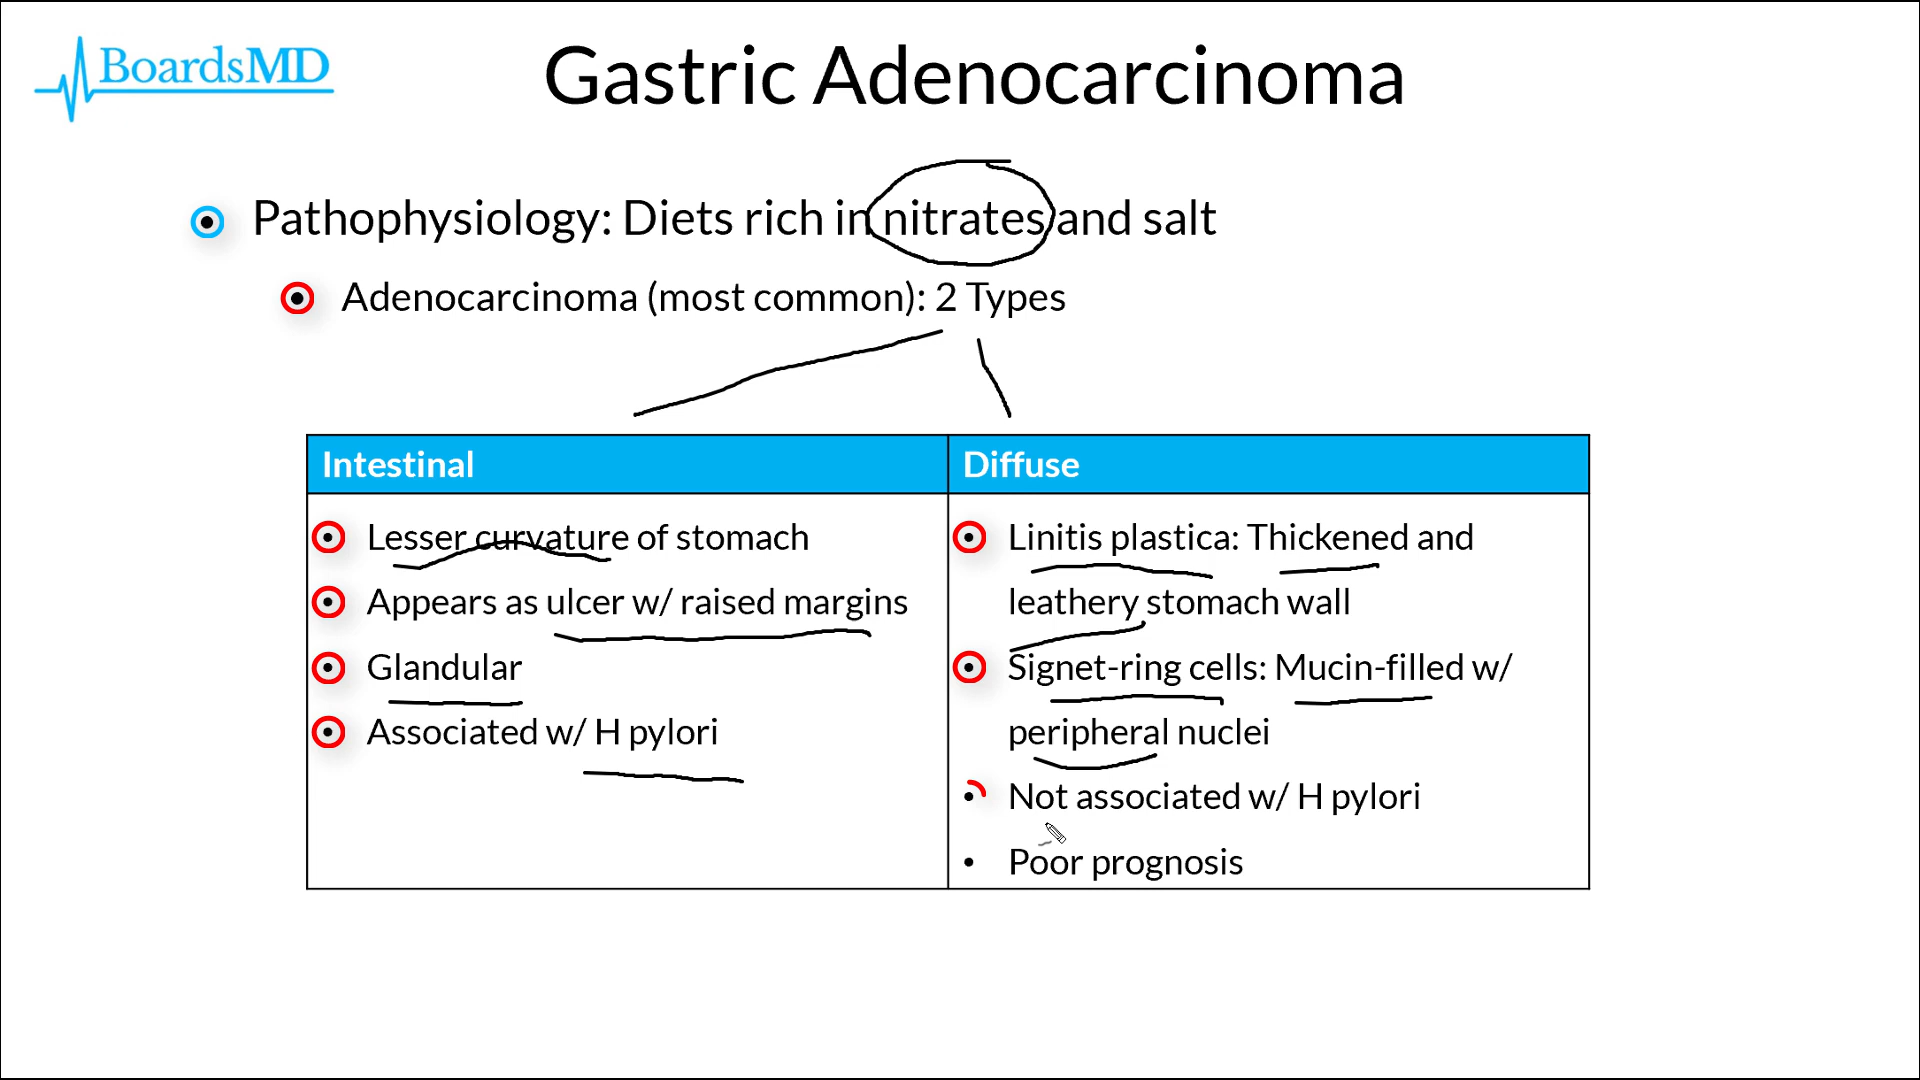 BoardsMD
Gastric Adenocarcinoma
Pathophysiology: Diets rich in nitrates and salt
Adenocarcinoma (most common): 2 Types
Intestinal
Lesser curvature of stomach
Appears as ulcer w/ raised margins
Glandular
Associated w/ H pylori
Diffuse
Linitis plastica: Thickened and
leathery stomach wall
Signet-ring cells: Mucin-filled w/
peripheral nuclei
Not associated w/ H pylori
Poor prognosis